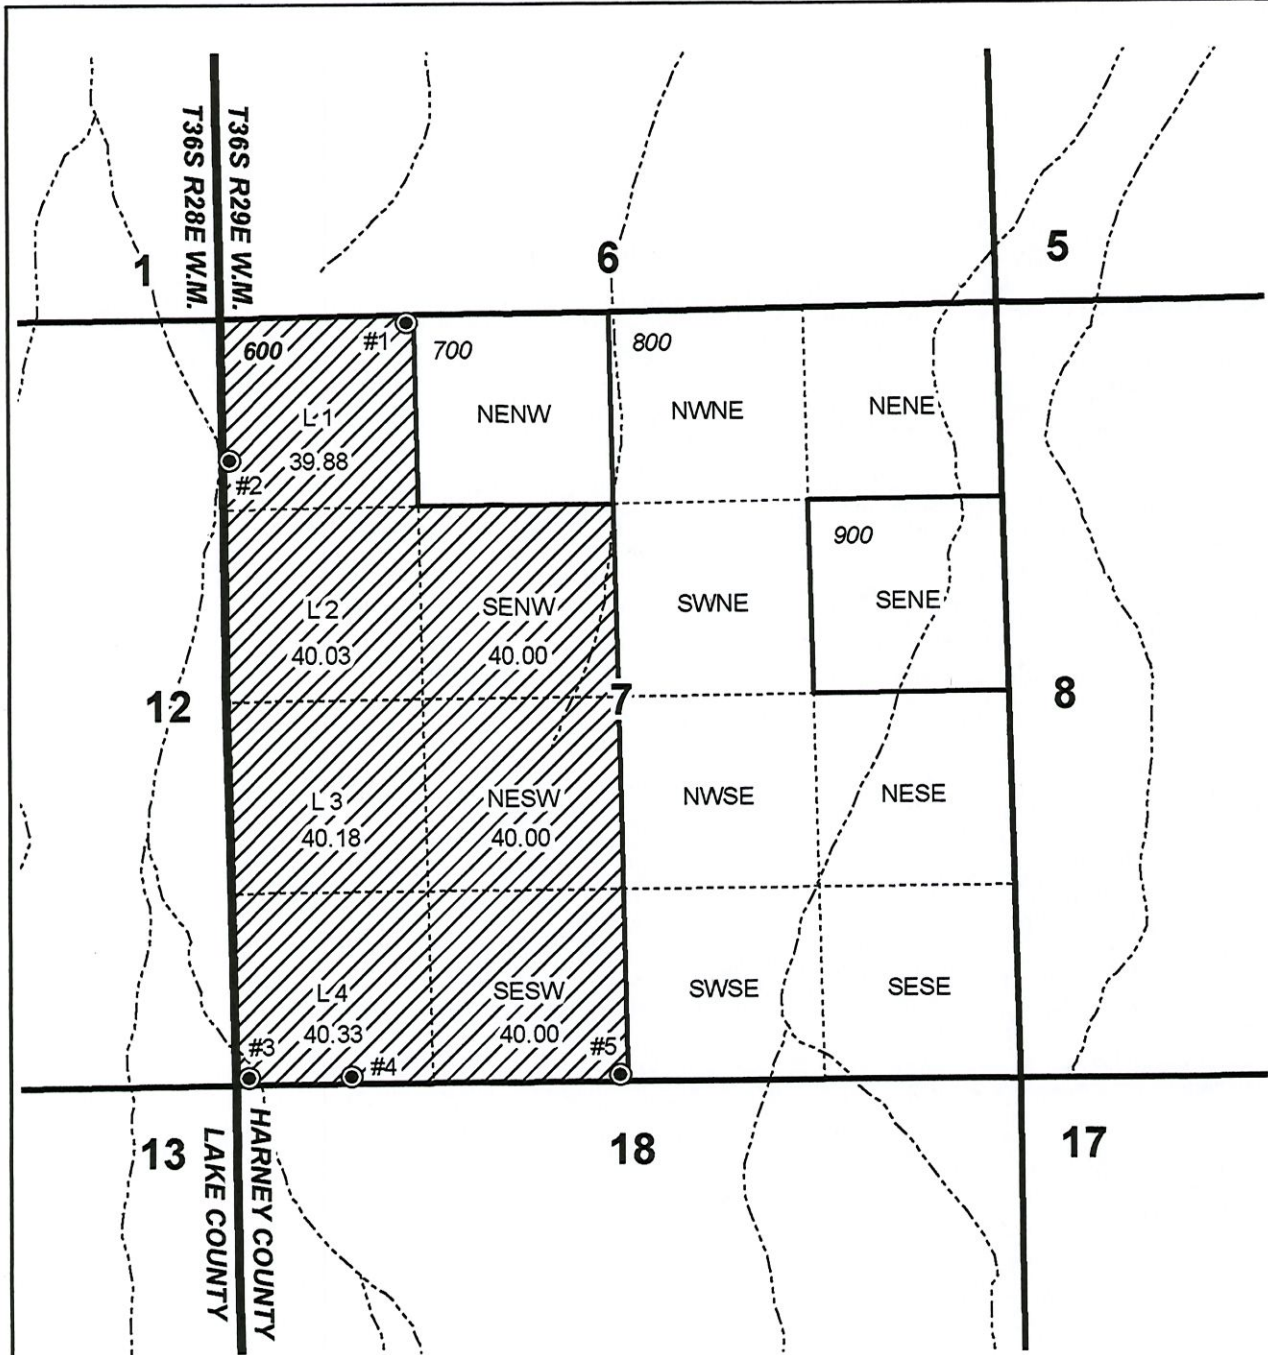 T36S R29E W.M.
T36S R28E W.M.
1
6
5
600
#1
700
800
L 1
39.88
NENW
NWNE
NENE
#2
900
L 2
40.03
SENW
40.00
SWNE
SENE
12
7
8
L 3
40.18
NESW
40.00
NWSE
NESE
L 4
40.33
SESW
40.00
SWSE
SESE
#3
#4
#5
13
18
17
HARNEY COUNTY
LAKE COUNTY